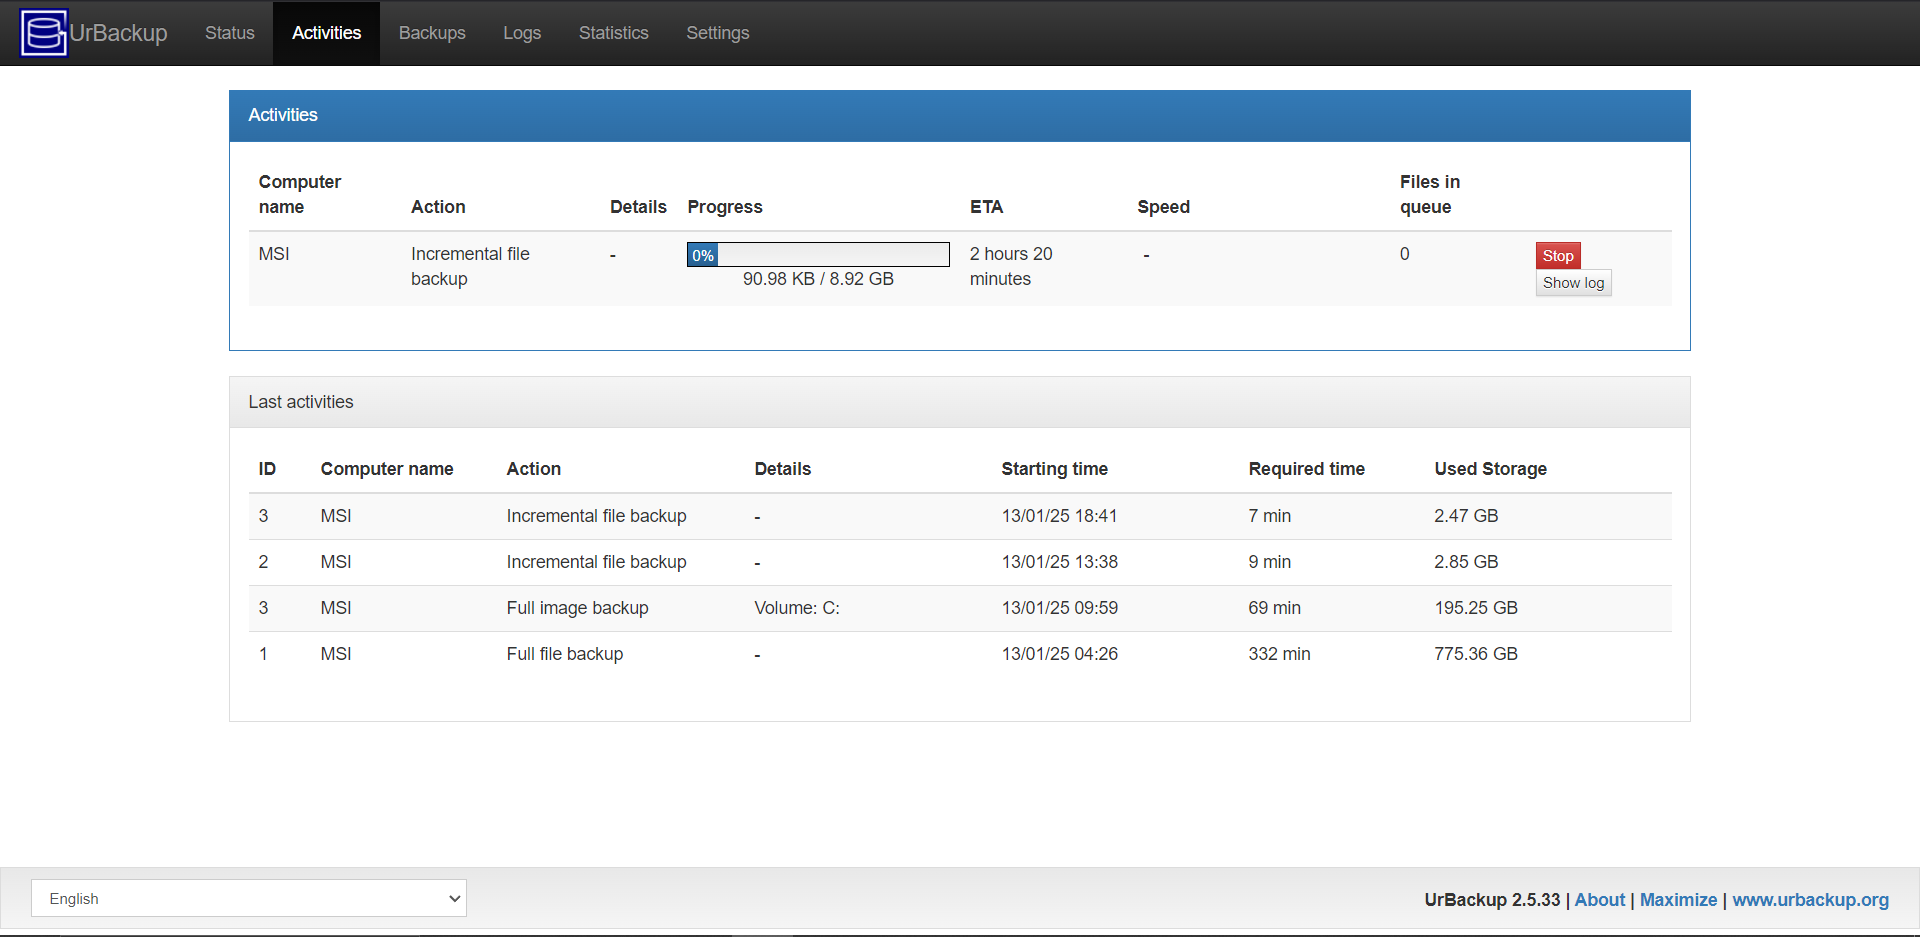 UrBackup Status Activities Backups Logs Statistics Settings
Activities
Computer name Action Details Progress ETA Speed Files in queue
MSI Incremental file backup - 0% 90.98 KB / 8.92 GB 2 hours 20 minutes - 0 Stop Show log
Last activities
ID Computer name Action Details Starting time Required time Used Storage
3 MSI Incremental file backup - 13/01/25 18:41 7 min 2.47 GB
2 MSI Incremental file backup - 13/01/25 13:38 9 min 2.85 GB
3 MSI Full image backup Volume: C: 13/01/25 09:59 69 min 195.25 GB
1 MSI Full file backup - 13/01/25 04:26 332 min 775.36 GB
English UrBackup 2.5.33 | About | Maximize | www.urbackup.org